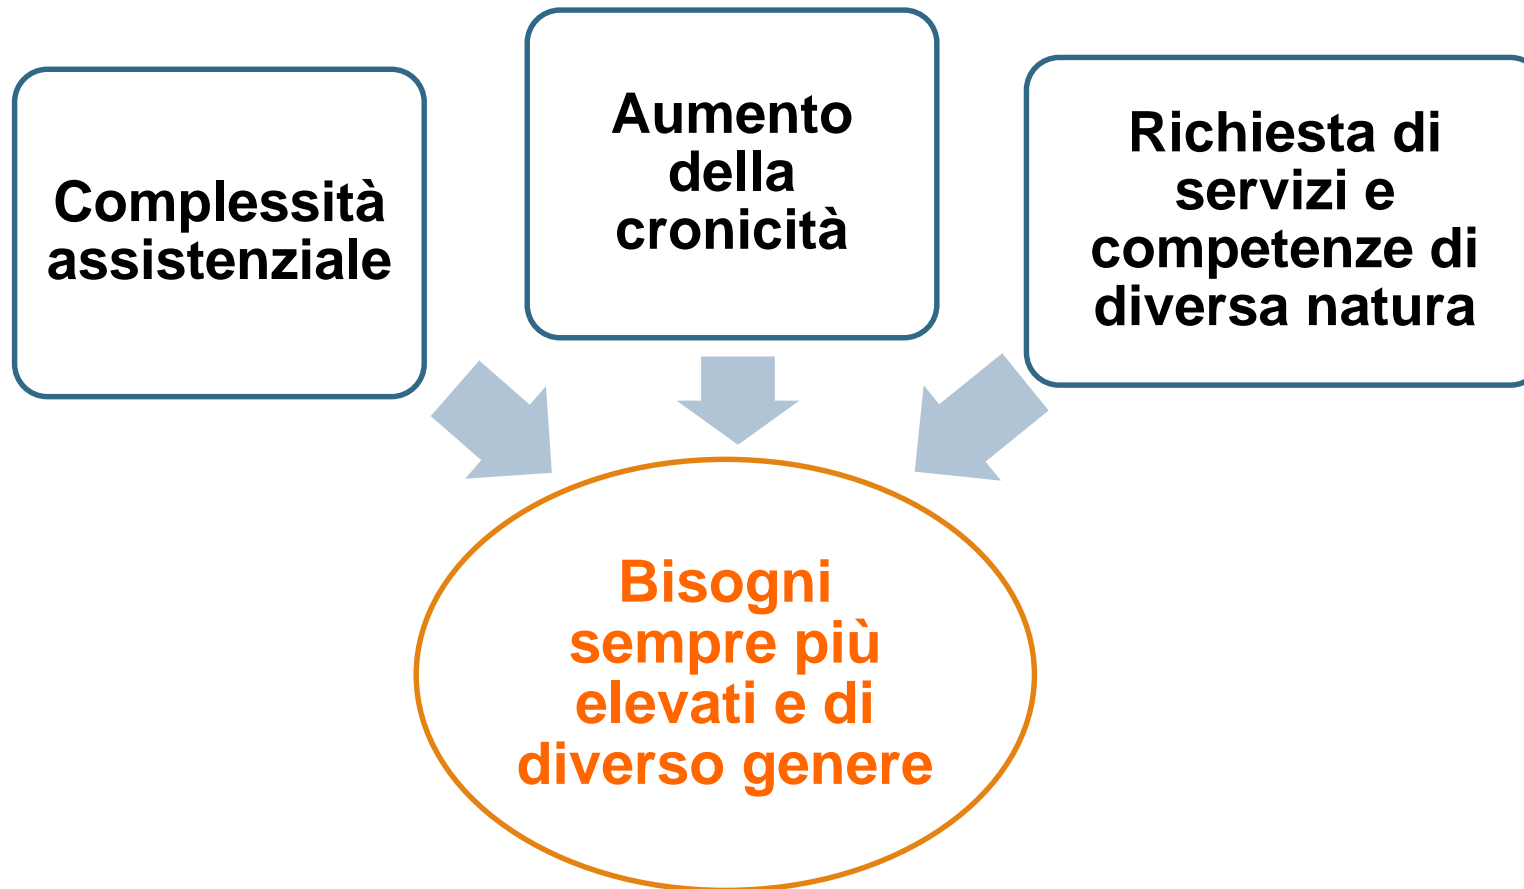 Complessità
assistenziale
Aumento
della
cronicità
Richiesta di
servizi e
competenze di
diversa natura
Bisogni
sempre più
elevati e di
diverso genere